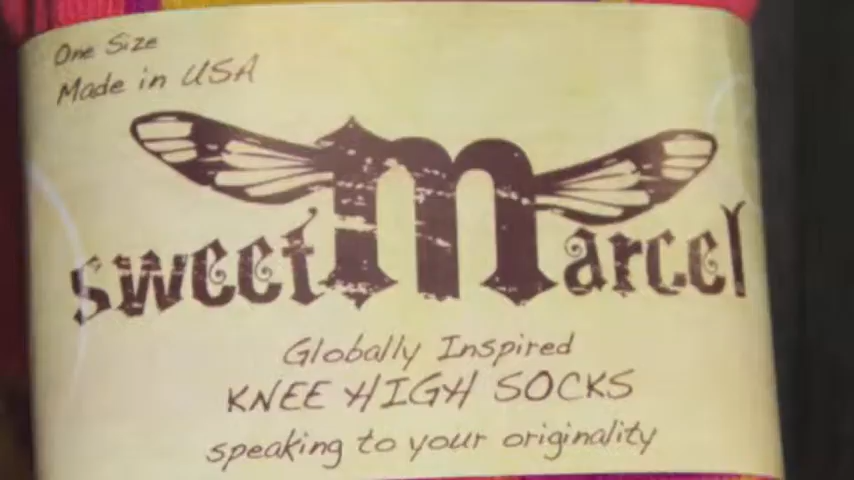 One Size
Made in USA
sweet Marcel
Globally Inspired
KNEE HIGH SOCKS
speaking to your originality